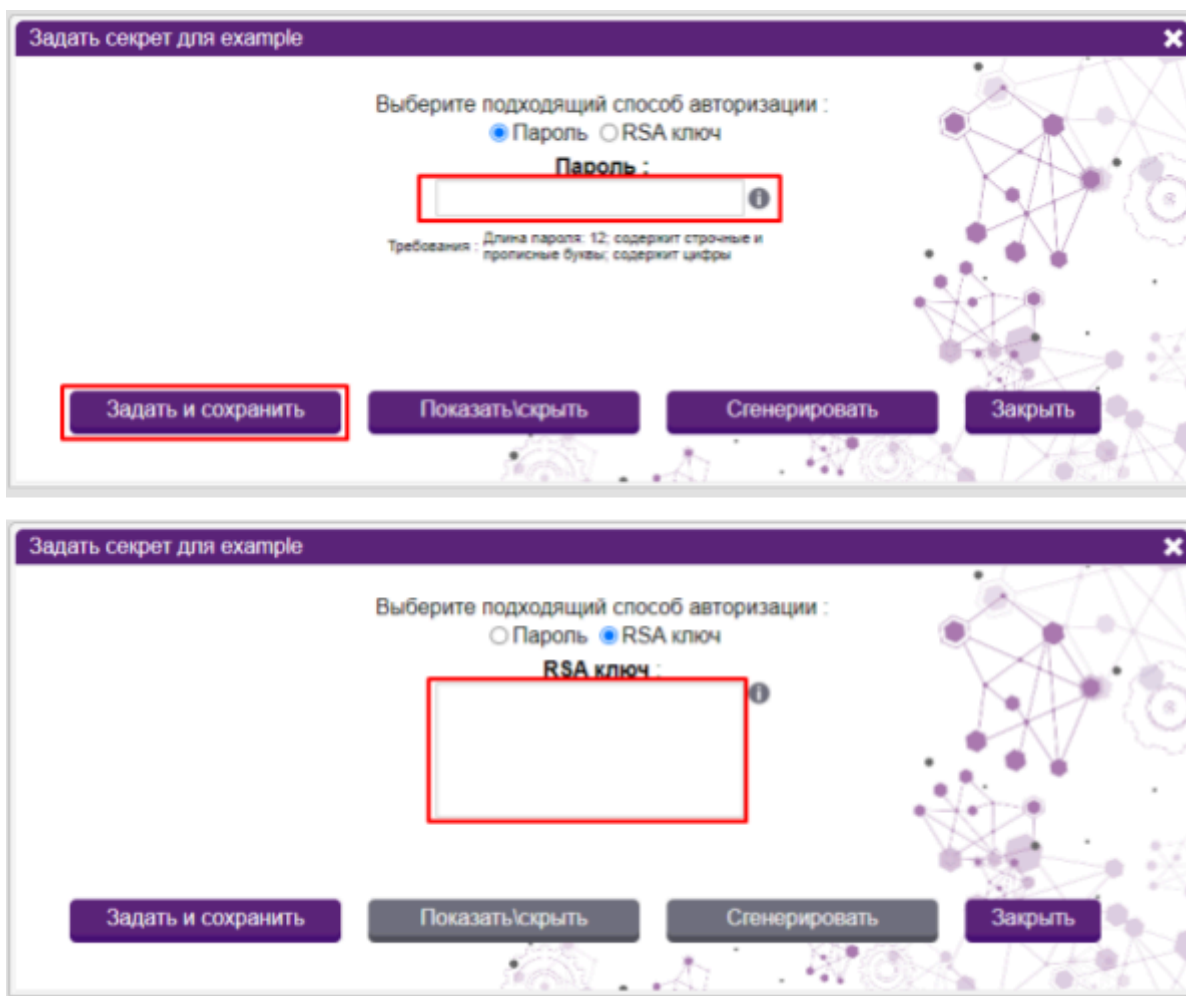 Задать секрет для example
Выберите подходящий способ авторизации :
Пароль RSA ключ
Пароль :
Требования : Длина пароля: 12; содержит строчные и
прописные буквы; содержит цифры
Задать и сохранить Показать\скрыть Сгенерировать Закрыть
Задать секрет для example
Выберите подходящий способ авторизации :
Пароль RSA ключ
RSA ключ :
Задать и сохранить Показать\скрыть Сгенерировать Закрыть